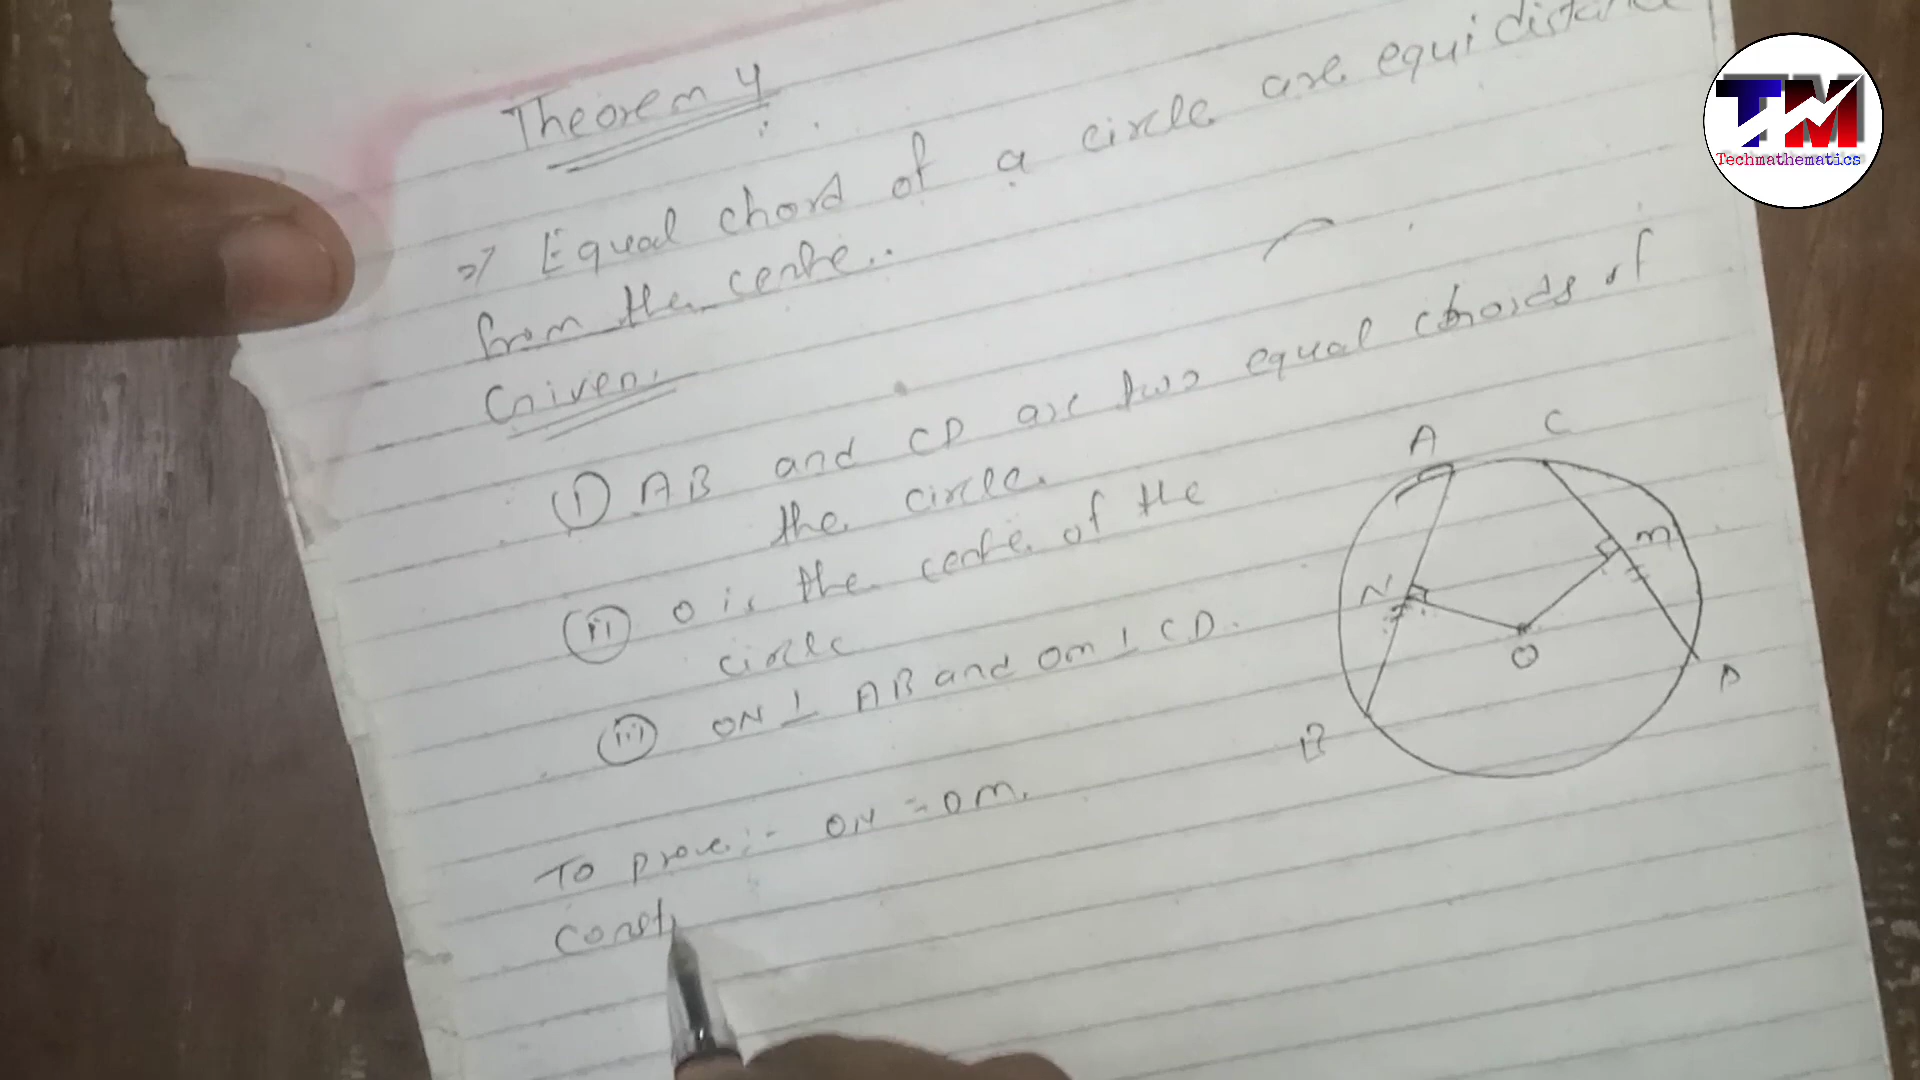 Theorem 4
=> Equal chord of a circle are equidistance
from the centre.
Given.
(i) AB and CD are two equal chords of
the circle.
(ii) O is the centre of the
circle
(iii) ON ⊥ AB and OM ⊥ CD.
To prove :- ON = OM.
Const
A
C
N
M
O
B
D
TM
Techmathematics